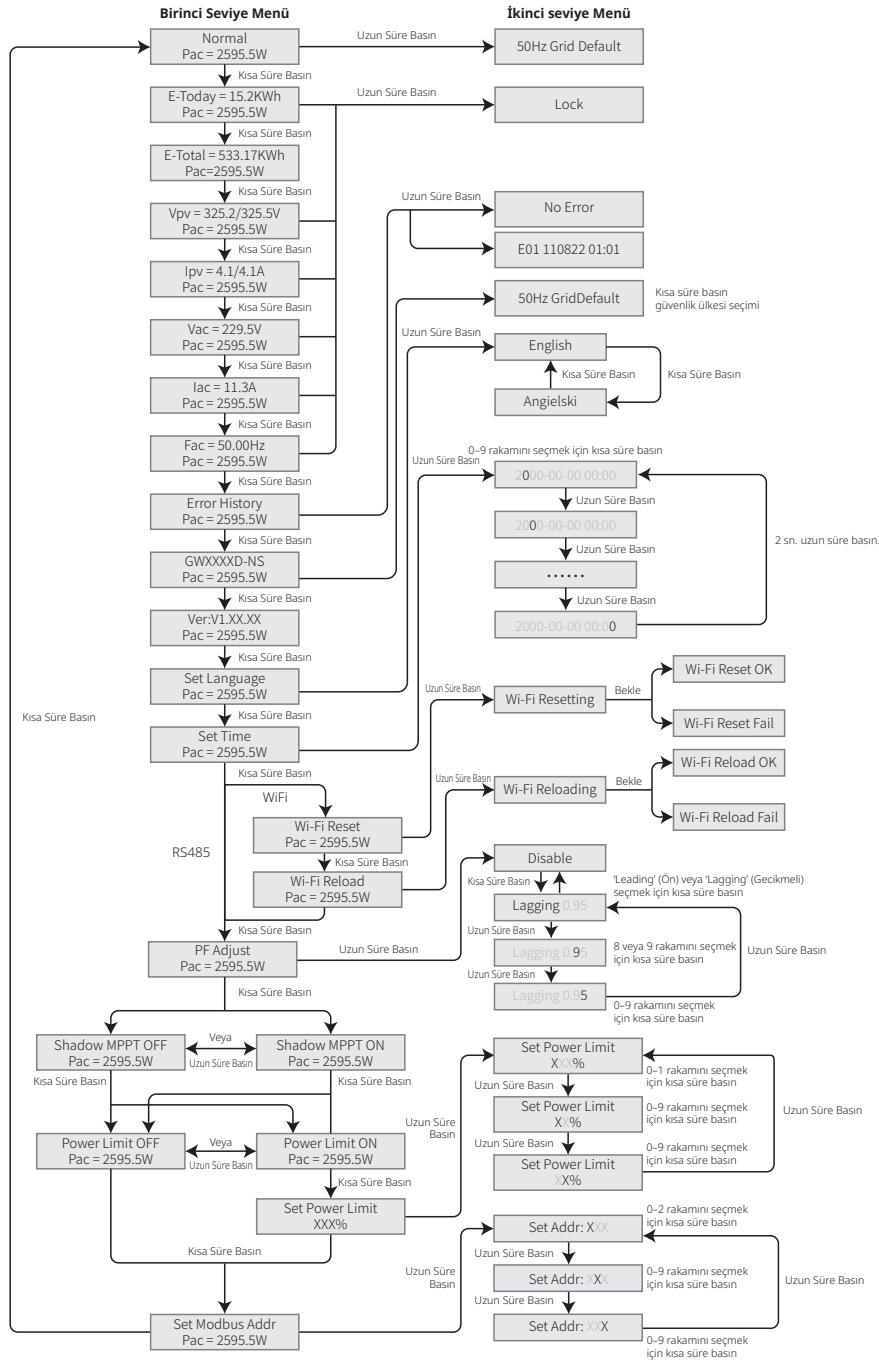 Birinci Seviye Menü
İkinci seviye Menü
Normal
Pac = 2595.5W
Uzun Süre Basın
50Hz Grid Default
Kısa Süre Basın
E-Today = 15.2KWh
Pac = 2595.5W
Uzun Süre Basın
Lock
Kısa Süre Basın
E-Total = 533.17KWh
Pac=2595.5W
Kısa Süre Basın
Vpv = 325.2/325.5V
Pac = 2595.5W
Kısa Süre Basın
Ipv = 4.1/4.1A
Pac = 2595.5W
Kısa Süre Basın
Vac = 229.5V
Pac = 2595.5W
Kısa Süre Basın
Iac = 11.3A
Pac = 2595.5W
Kısa Süre Basın
Fac = 50.00Hz
Pac = 2595.5W
Kısa Süre Basın
Error History
Pac = 2595.5W
Kısa Süre Basın
GWXXXXD-NS
Pac = 2595.5W
Kısa Süre Basın
Ver:V1.XX.XX
Pac = 2595.5W
Kısa Süre Basın
Set Language
Pac = 2595.5W
Kısa Süre Basın
Set Time
Pac = 2595.5W
Kısa Süre Basın
WiFi
RS485
Wi-Fi Reset
Pac = 2595.5W
Kısa Süre Basın
Wi-Fi Reload
Pac = 2595.5W
Kısa Süre Basın
PF Adjust
Pac = 2595.5W
Kısa Süre Basın
Shadow MPPT OFF
Pac = 2595.5W
Veya
Uzun Süre Basın
Shadow MPPT ON
Pac = 2595.5W
Kısa Süre Basın
Kısa Süre Basın
Power Limit OFF
Pac = 2595.5W
Veya
Uzun Süre Basın
Power Limit ON
Pac = 2595.5W
Kısa Süre Basın
Set Power Limit
XXX%
Kısa Süre Basın
Set Modbus Addr
Pac = 2595.5W
Kısa Süre Basın
Uzun Süre Basın
No Error
E01 110822 01:01
50Hz GridDefault
Kısa süre basın
güvenlik ülkesi seçimi
Uzun Süre Basın
English
Kısa Süre Basın
Kısa Süre Basın
Angielski
0–9 rakamını seçmek için kısa süre basın
Uzun Süre Basın
2000-00-00 00:00
Uzun Süre Basın
2000-00-00 00:00
Uzun Süre Basın
••••••
Uzun Süre Basın
2000-00-00 00:00
2 sn. uzun süre basın.
Uzun Süre Basın
Wi-Fi Resetting
Bekle
Wi-Fi Reset OK
Wi-Fi Reset Fail
Uzun Süre Basın
Wi-Fi Reloading
Bekle
Wi-Fi Reload OK
Wi-Fi Reload Fail
Uzun Süre Basın
Disable
Kısa Süre Basın
‘Leading’ (Ön) veya ‘Lagging’ (Gecikmeli)
seçmek için kısa süre basın
Lagging 0.95
Uzun Süre Basın
Lagging 0.95
8 veya 9 rakamını seçmek
için kısa süre basın
Uzun Süre Basın
Uzun Süre Basın
Lagging 0.95
0–9 rakamını seçmek
için kısa süre basın
Uzun Süre
Basın
Set Power Limit
XXX%
0–1 rakamını seçmek
için kısa süre basın
Uzun Süre Basın
Set Power Limit
XX%
0–9 rakamını seçmek
için kısa süre basın
Uzun Süre Basın
Uzun Süre Basın
Set Power Limit
XX%
0–9 rakamını seçmek
için kısa süre basın
Uzun Süre
Basın
Set Addr: XXX
0–2 rakamını seçmek
için kısa süre basın
Uzun Süre Basın
Set Addr: XXX
0–9 rakamını seçmek
için kısa süre basın
Uzun Süre Basın
Uzun Süre Basın
Set Addr: XXX
0–9 rakamını seçmek
için kısa süre basın